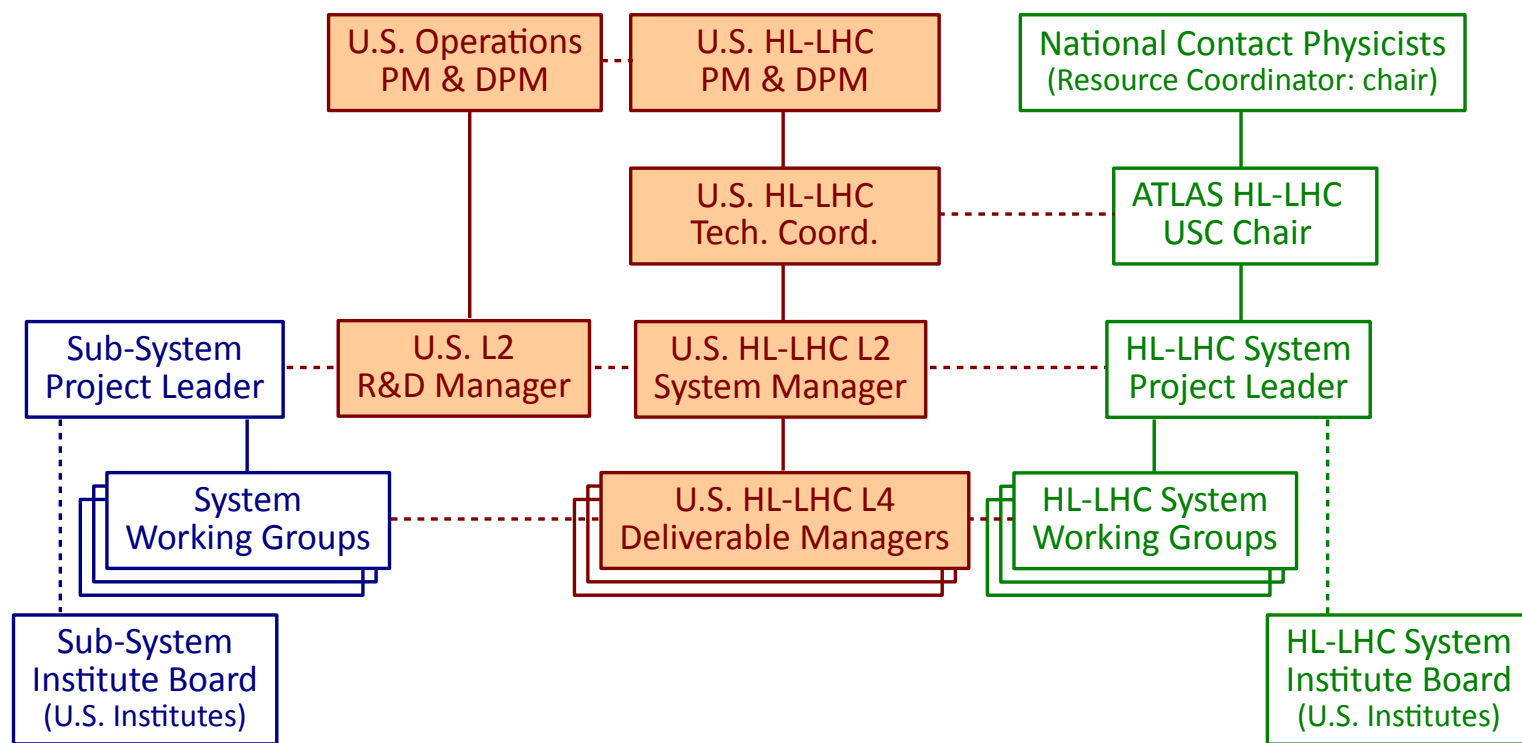 U.S. Operations
PM & DPM
U.S. HL-LHC
PM & DPM
National Contact Physicists
(Resource Coordinator: chair)
U.S. HL-LHC
Tech. Coord.
ATLAS HL-LHC
USC Chair
Sub-System
Project Leader
U.S. L2
R&D Manager
U.S. HL-LHC L2
System Manager
HL-LHC System
Project Leader
System
Working Groups
U.S. HL-LHC L4
Deliverable Managers
HL-LHC System
Working Groups
Sub-System
Institute Board
(U.S. Institutes)
HL-LHC System
Institute Board
(U.S. Institutes)